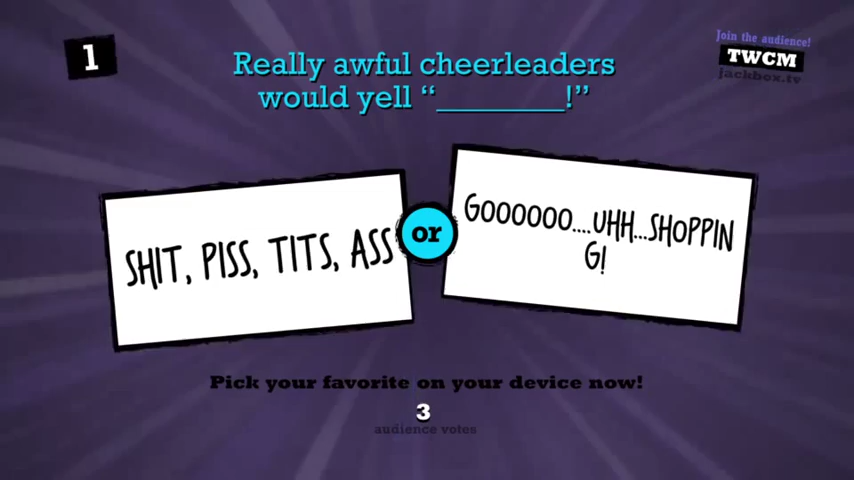 1
Join the audience!
TWCM
jackbox.tv
Really awful cheerleaders
would yell “________!”
SHIT, PISS, TITS, ASS
or
GOOOOOO....UHH...SHOPPIN
G!
Pick your favorite on your device now!
3
audience votes